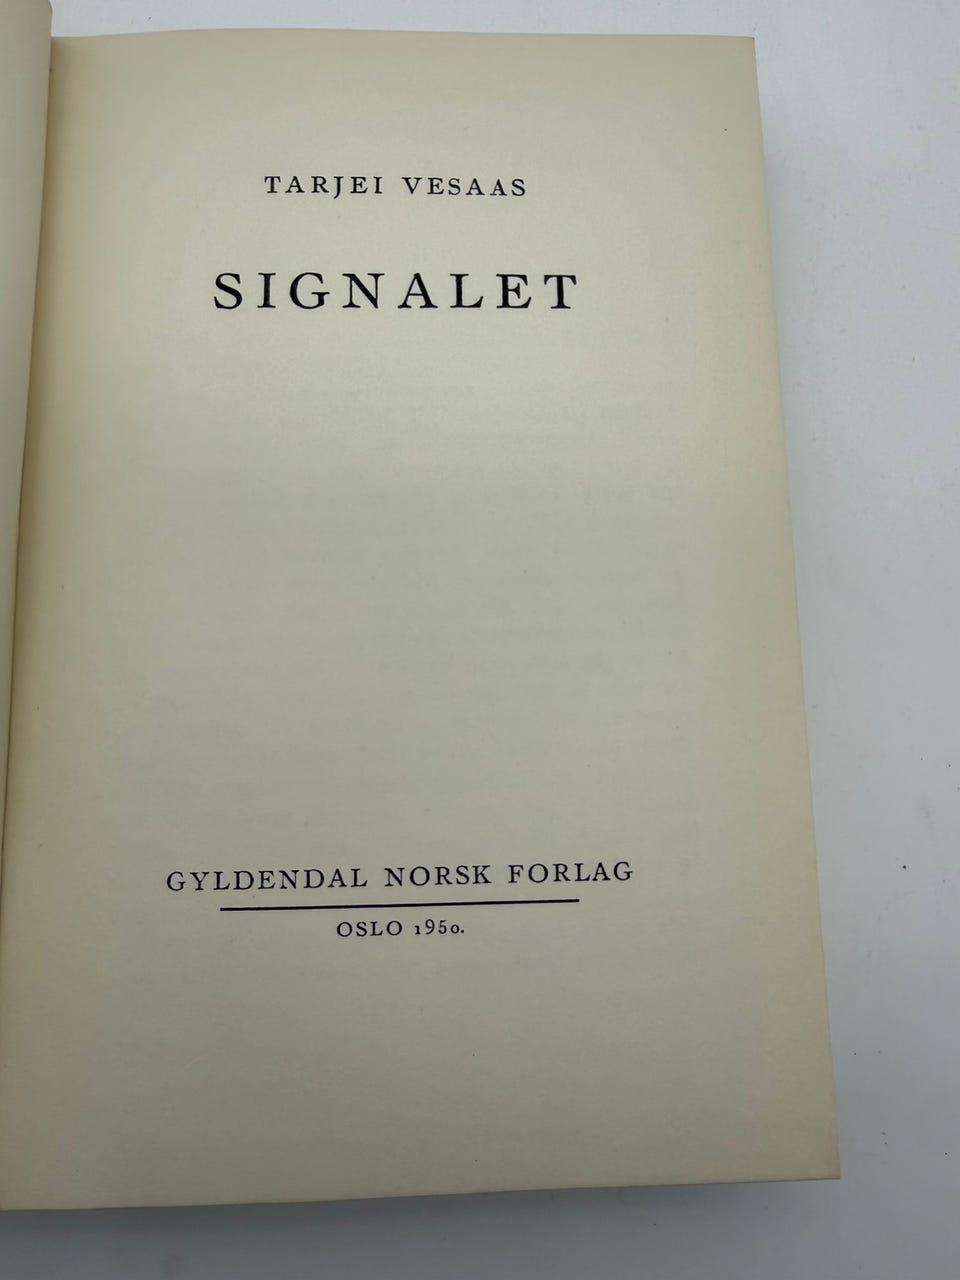 TARJEI VESAAS
SIGNALET
GYLDENDAL NORSK FORLAG
OSLO 1950.